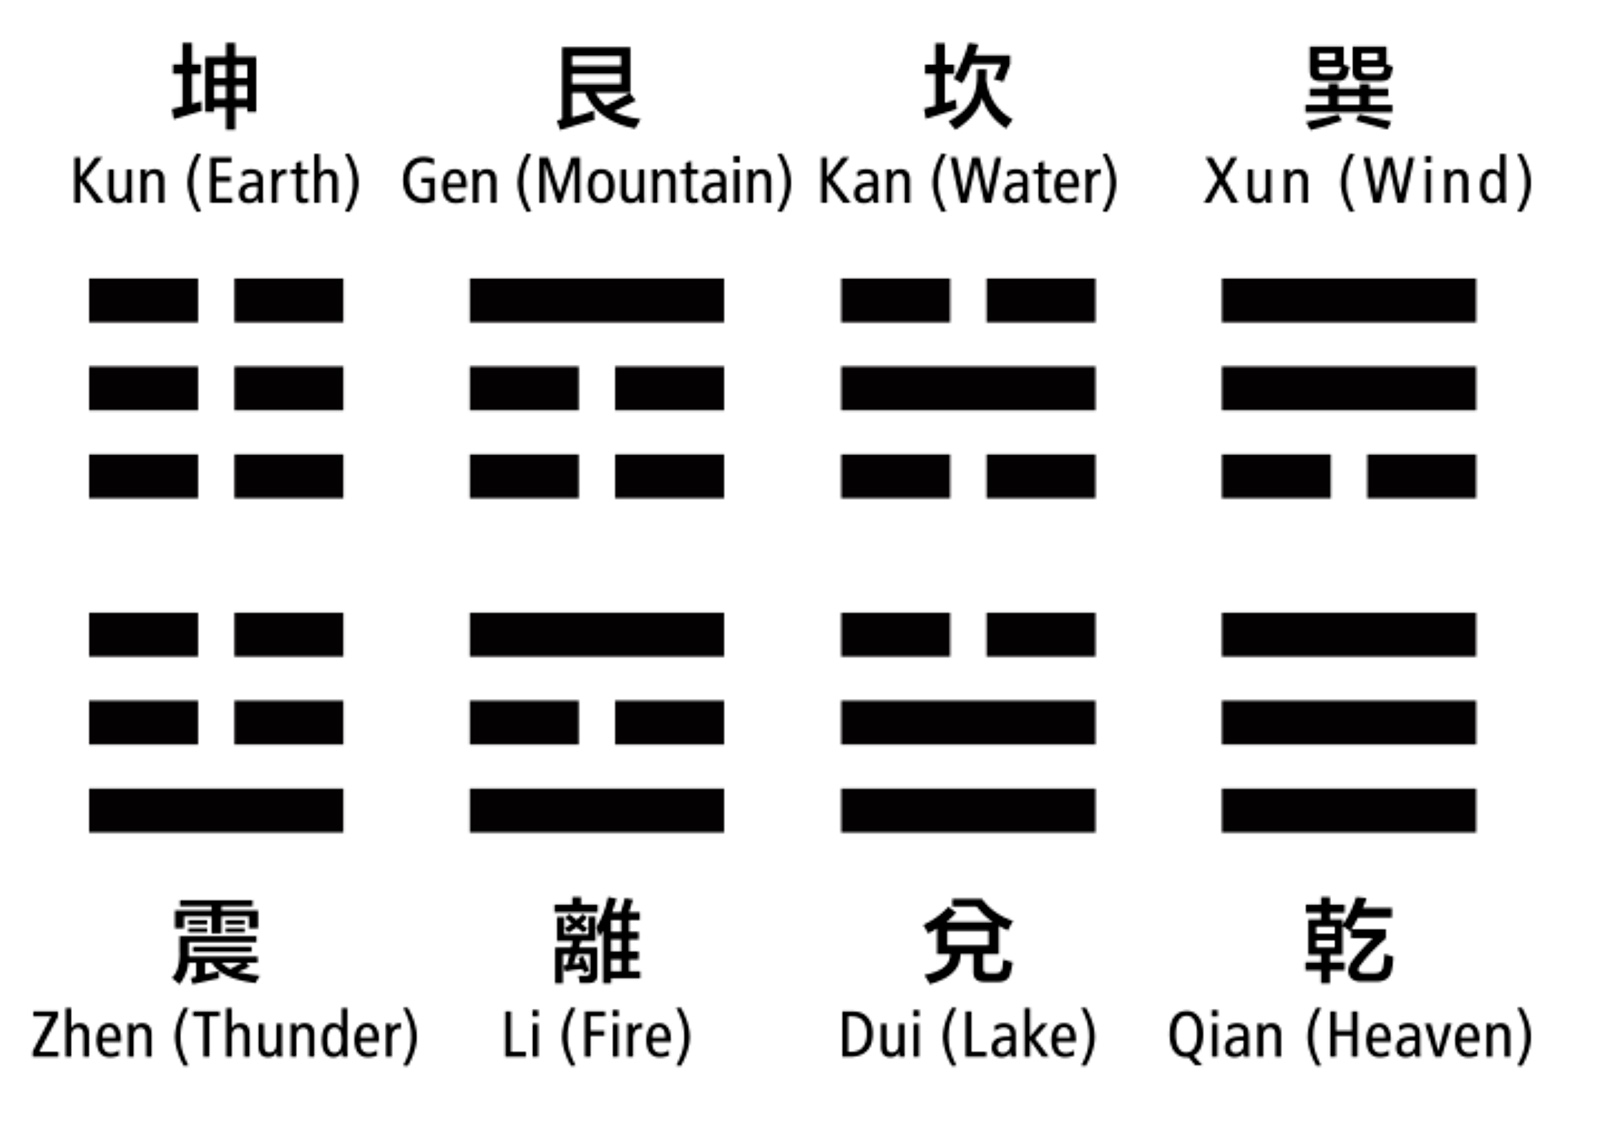 坤 艮 坎 巽
Kun (Earth) Gen (Mountain) Kan (Water) Xun (Wind)
震 離 兌 乾
Zhen (Thunder) Li (Fire) Dui (Lake) Qian (Heaven)